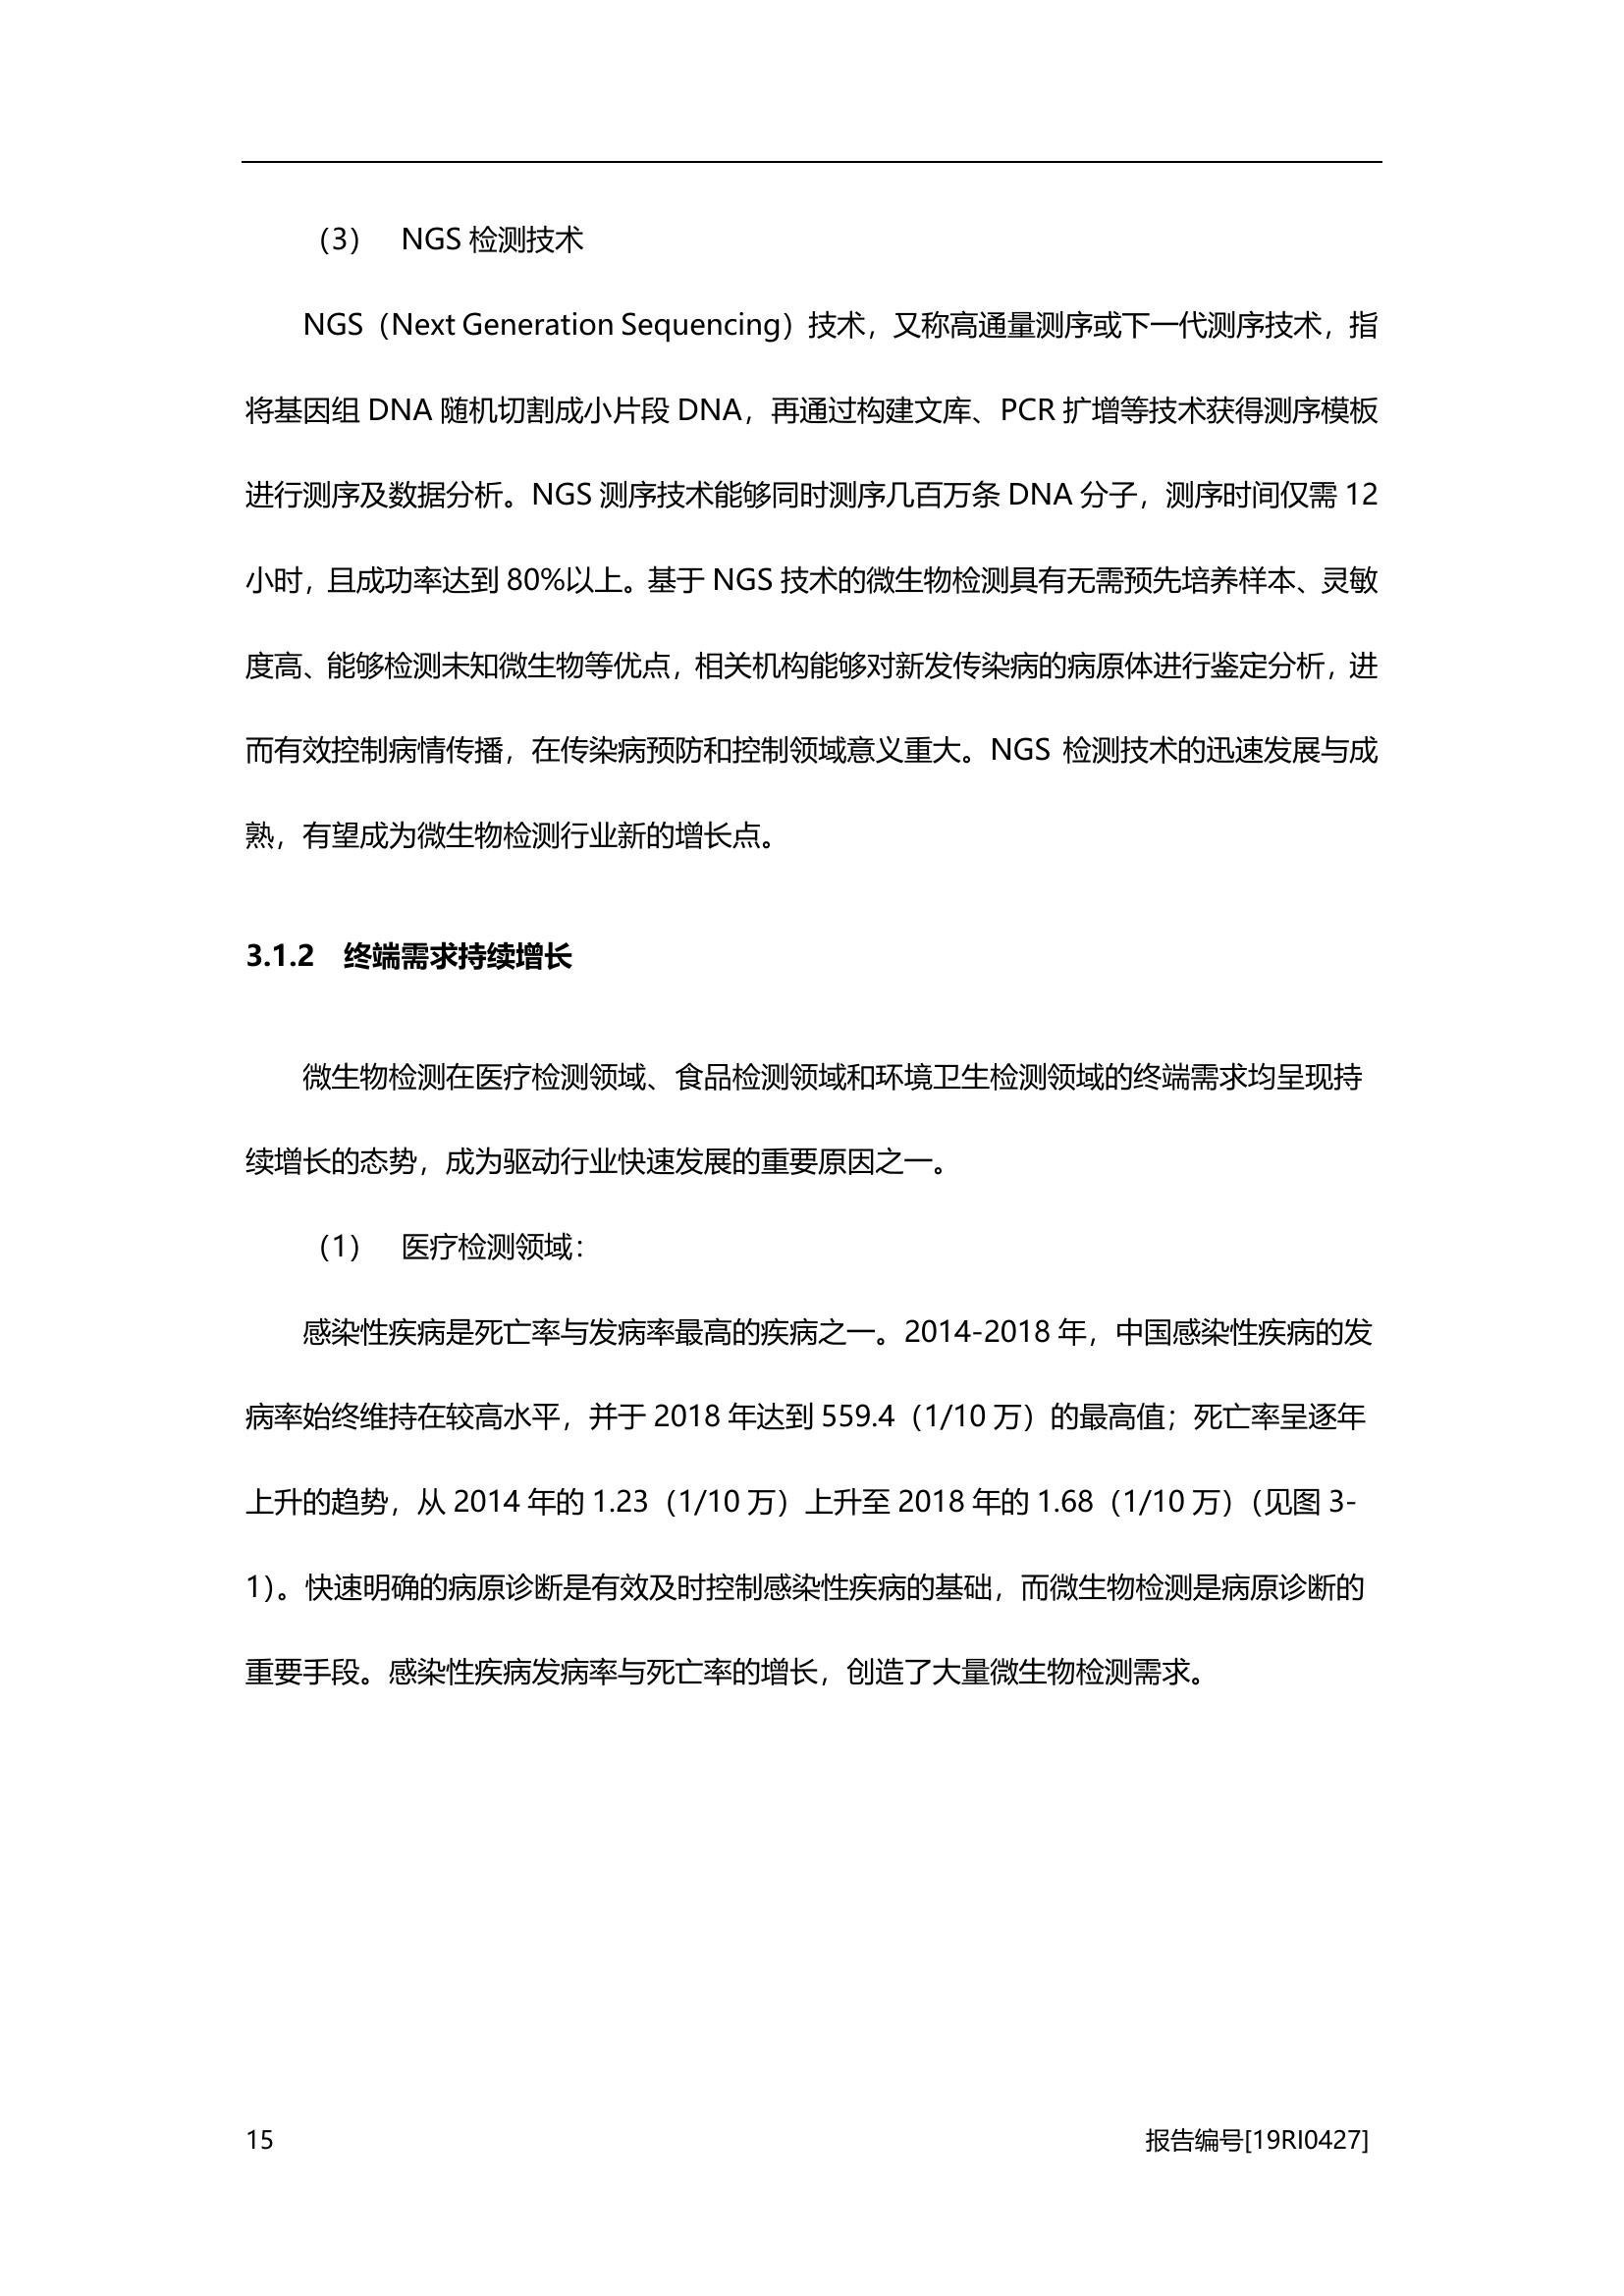 （3） NGS 检测技术
NGS（Next Generation Sequencing）技术，又称高通量测序或下一代测序技术，指
将基因组 DNA 随机切割成小片段 DNA，再通过构建文库、PCR 扩增等技术获得测序模板
进行测序及数据分析。NGS 测序技术能够同时测序几百万条 DNA 分子，测序时间仅需 12
小时，且成功率达到 80%以上。基于 NGS 技术的微生物检测具有无需预先培养样本、灵敏
度高、能够检测未知微生物等优点，相关机构能够对新发传染病的病原体进行鉴定分析，进
而有效控制病情传播，在传染病预防和控制领域意义重大。NGS 检测技术的迅速发展与成
熟，有望成为微生物检测行业新的增长点。
3.1.2 终端需求持续增长
微生物检测在医疗检测领域、食品检测领域和环境卫生检测领域的终端需求均呈现持
续增长的态势，成为驱动行业快速发展的重要原因之一。
（1） 医疗检测领域：
感染性疾病是死亡率与发病率最高的疾病之一。2014-2018 年，中国感染性疾病的发
病率始终维持在较高水平，并于 2018 年达到 559.4（1/10 万）的最高值；死亡率呈逐年
上升的趋势，从 2014 年的 1.23（1/10 万）上升至 2018 年的 1.68（1/10 万）（见图 3-
1）。快速明确的病原诊断是有效及时控制感染性疾病的基础，而微生物检测是病原诊断的
重要手段。感染性疾病发病率与死亡率的增长，创造了大量微生物检测需求。
15 报告编号[19RI0427]